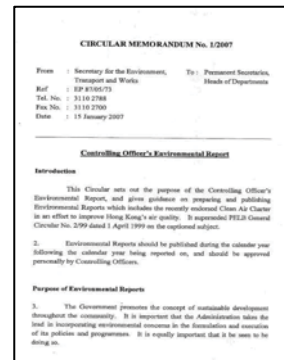 CIRCULAR MEMORANDUM No. 1/2007
From : Secretary for the Environment, To : Permanent Secretaries,
Transport and Works Heads of Departments
Ref : EP 87/05/73
Tel. No. : 3110 2788
Fax No. : 3110 2700
Date : 15 January 2007
Controlling Officer's Environmental Report
Introduction
This Circular sets out the purpose of the Controlling Officer's
Environmental Report, and gives guidance on preparing and publishing
Environmental Reports which includes the recently endorsed Clean Air Charter
in an effort to improve Hong Kong's air quality. It superseded PELB General
Circular No. 2/99 dated 1 April 1999 on the captioned subject.
2. Environmental Reports should be published during the calendar year
following the calendar year being reported on, and should be approved
personally by Controlling Officers.
Purpose of Environmental Reports
3. The Government promotes the concept of sustainable development
throughout the community. It is important that the Administration takes the
lead in incorporating environmental concerns in the formulation and execution
of its policies and programmes. It is equally important that it be seen to be
doing so.